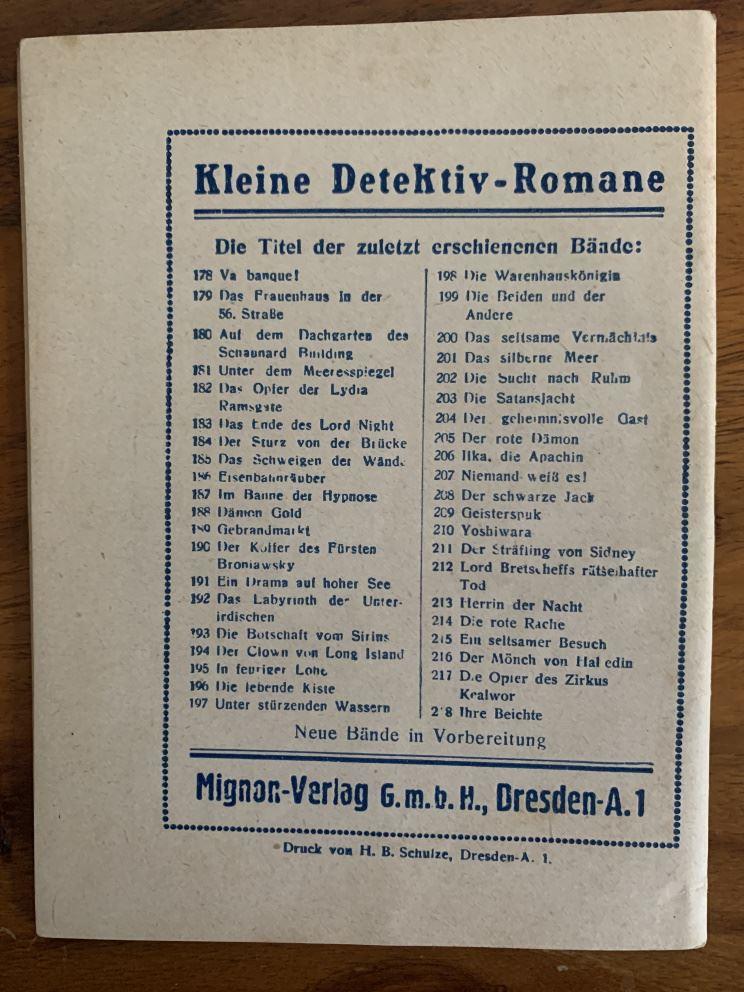 Kleine Detektiv-Romane
Die Titel der zuletzt erschienenen Bände:
178 Va banque!
179 Das Frauenhaus in der
56. Straße
180 Auf dem Dachgarten des
Schaunard Building
181 Unter dem Meeresspiegel
182 Das Opfer der Lydia
Ramsgate
183 Das Ende des Lord Night
184 Der Sturz von der Brücke
185 Das Schweigen der Wände
186 Eisenbahnräuber
187 Im Banne der Hypnose
188 Dämon Gold
189 Gebrandmarkt
190 Der Koffer des Fürsten
Broniawsky
191 Ein Drama auf hoher See
192 Das Labyrinth der Unter-
irdischen
193 Die Botschaft vom Sirius
194 Der Clown von Long Island
195 In feuriger Lohe
196 Die lebende Kiste
197 Unter stürzenden Wassern
198 Die Warenhauskönigin
199 Die Beiden und der
Andere
200 Das seltsame Vermächtnis
201 Das silberne Meer
202 Die Sucht nach Ruhm
203 Die Satansjacht
204 Der geheimnisvolle Gast
205 Der rote Dämon
206 Ilka, die Apachin
207 Niemand weiß es!
208 Der schwarze Jack
209 Geisterspuk
210 Yoshiwara
211 Der Sträfling von Sidney
212 Lord Bretscheffs rätselhafter
Tod
213 Herrin der Nacht
214 Die rote Rache
215 Ein seltsamer Besuch
216 Der Mönch von
217 Die Opfer des Zirkus
Kealwor
218 Ihre Beichte
Neue Bände in Vorbereitung
Mignon-Verlag G.m.b.H., Dresden-A.1
Druck von H. B. Schulze, Dresden-A. 1.